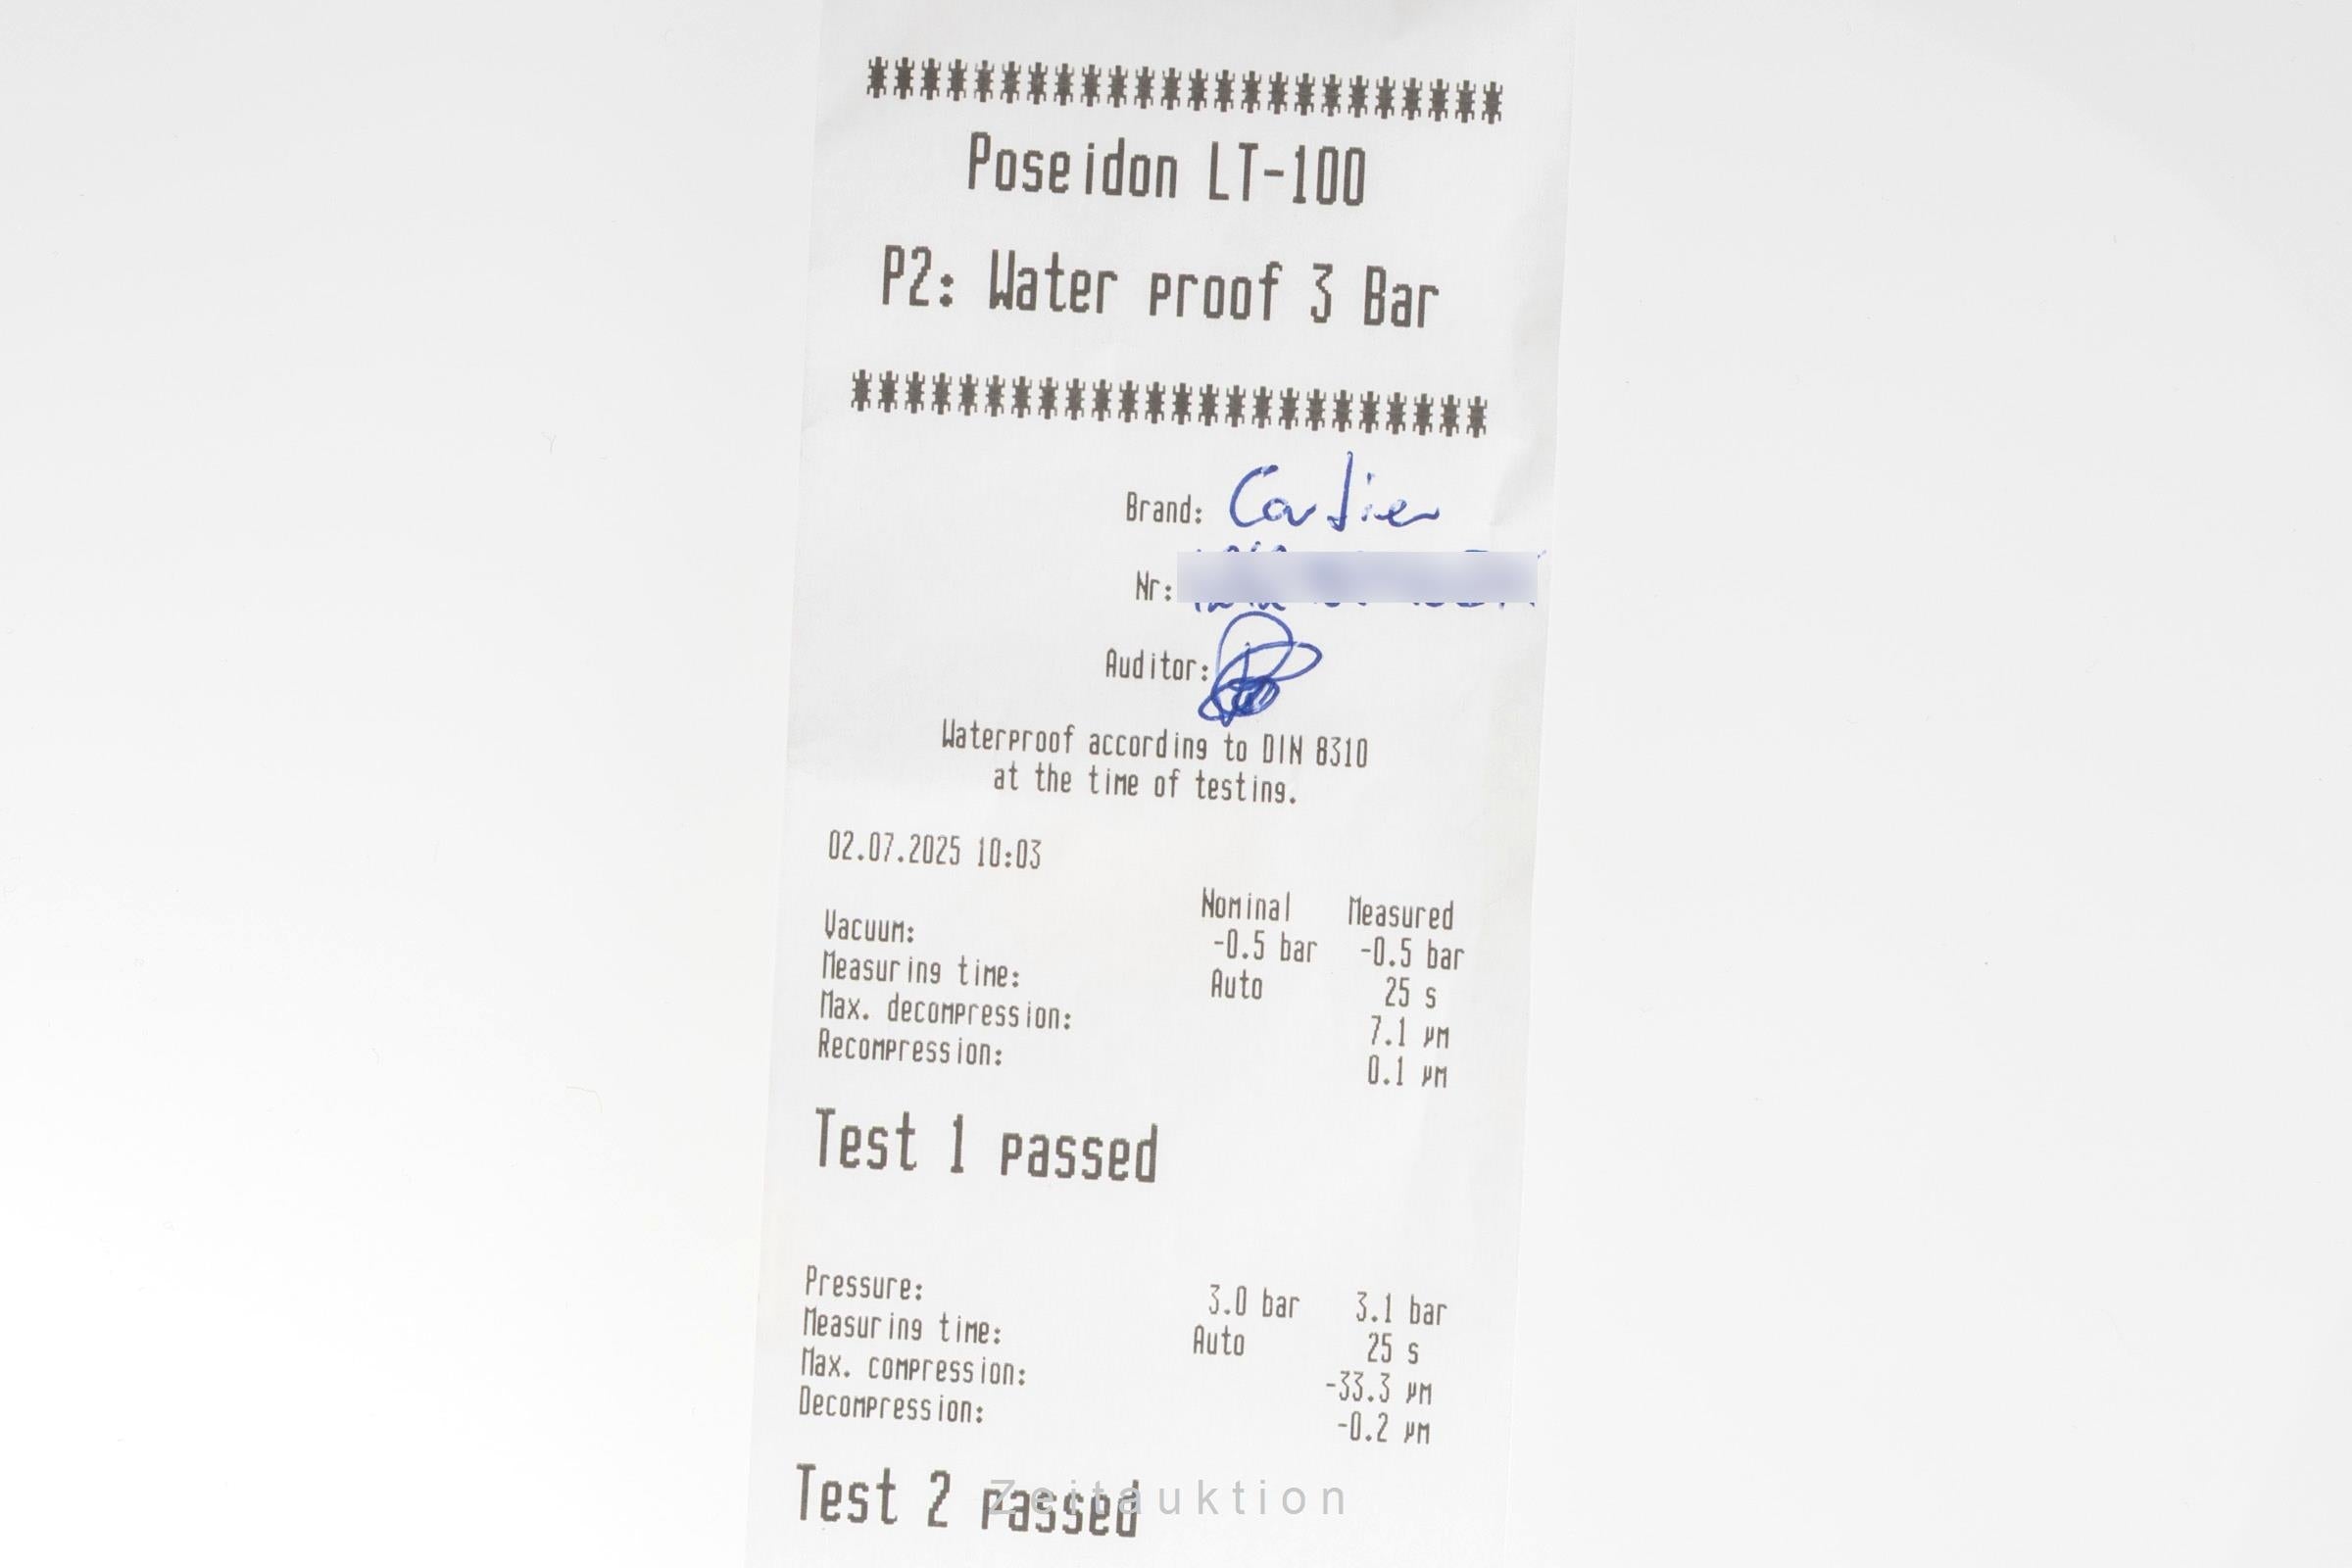 ************************
Poseidon LT-100
P2: Water proof 3 Bar
************************
Brand: Cartier
Nr:
Auditor:
Waterproof according to DIN 8310
at the time of testing.
02.07.2025 10:03
Nominal Measured
Vacuum: -0.5 bar -0.5 bar
Measuring time: Auto 25 s
Max. decompression: 7.1 µm
Recompression: 0.1 µm
Test 1 passed
Pressure: 3.0 bar 3.1 bar
Measuring time: Auto 25 s
Max. compression: -33.3 µm
Decompression: -0.2 µm
Test 2 passed
Zeitauktion